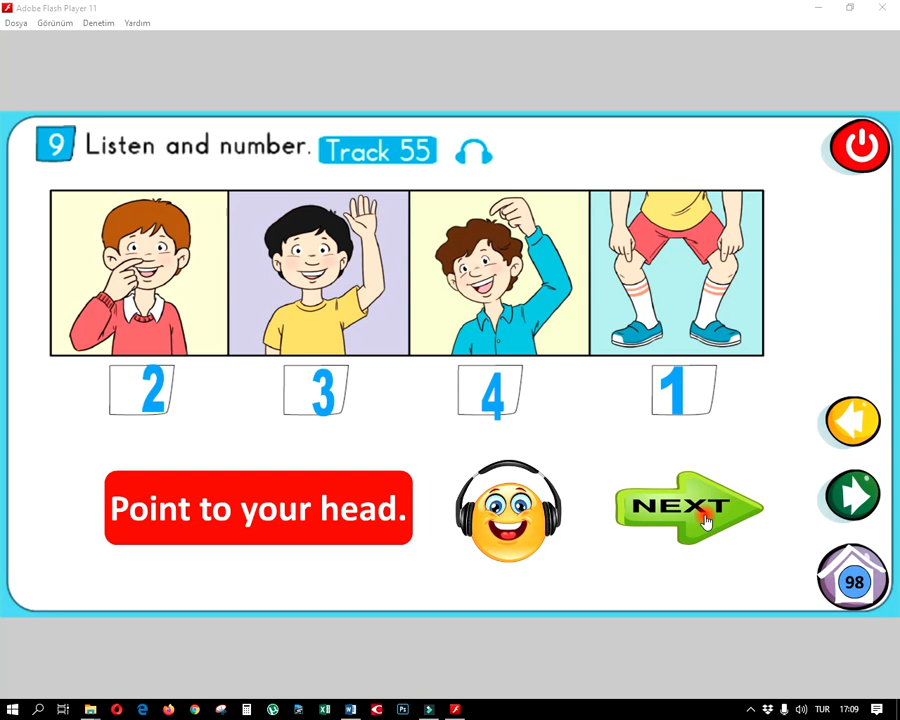 Adobe Flash Player 11
Dosya Görünüm Denetim Yardım
9 Listen and number. Track 55
2 3 4 1
Point to your head.
NEXT
98
TUR 17:09